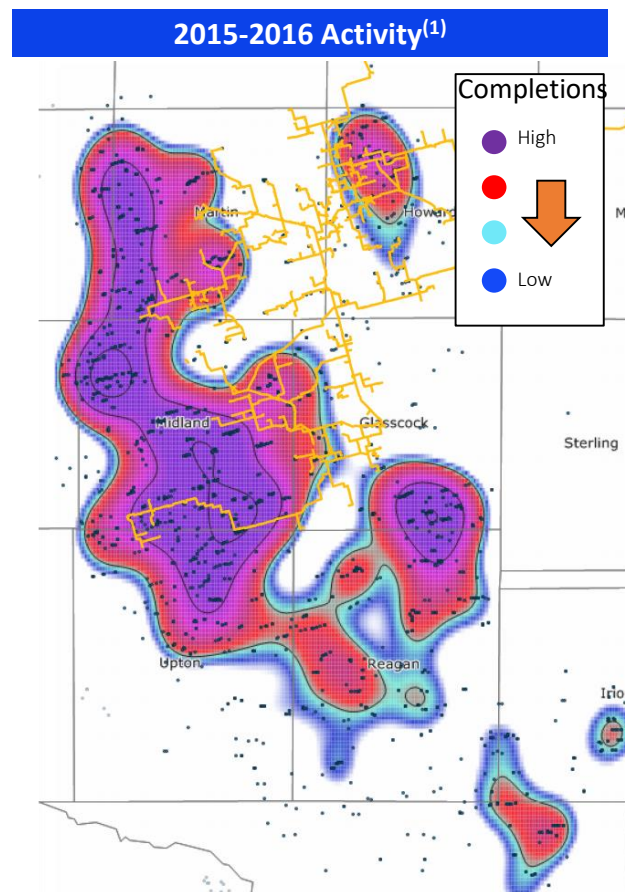 2015-2016 Activity(1)
Completions
High
Low
Martin
Howard
M
Midland
Glasscock
Sterling
Upton
Reagan
Irio